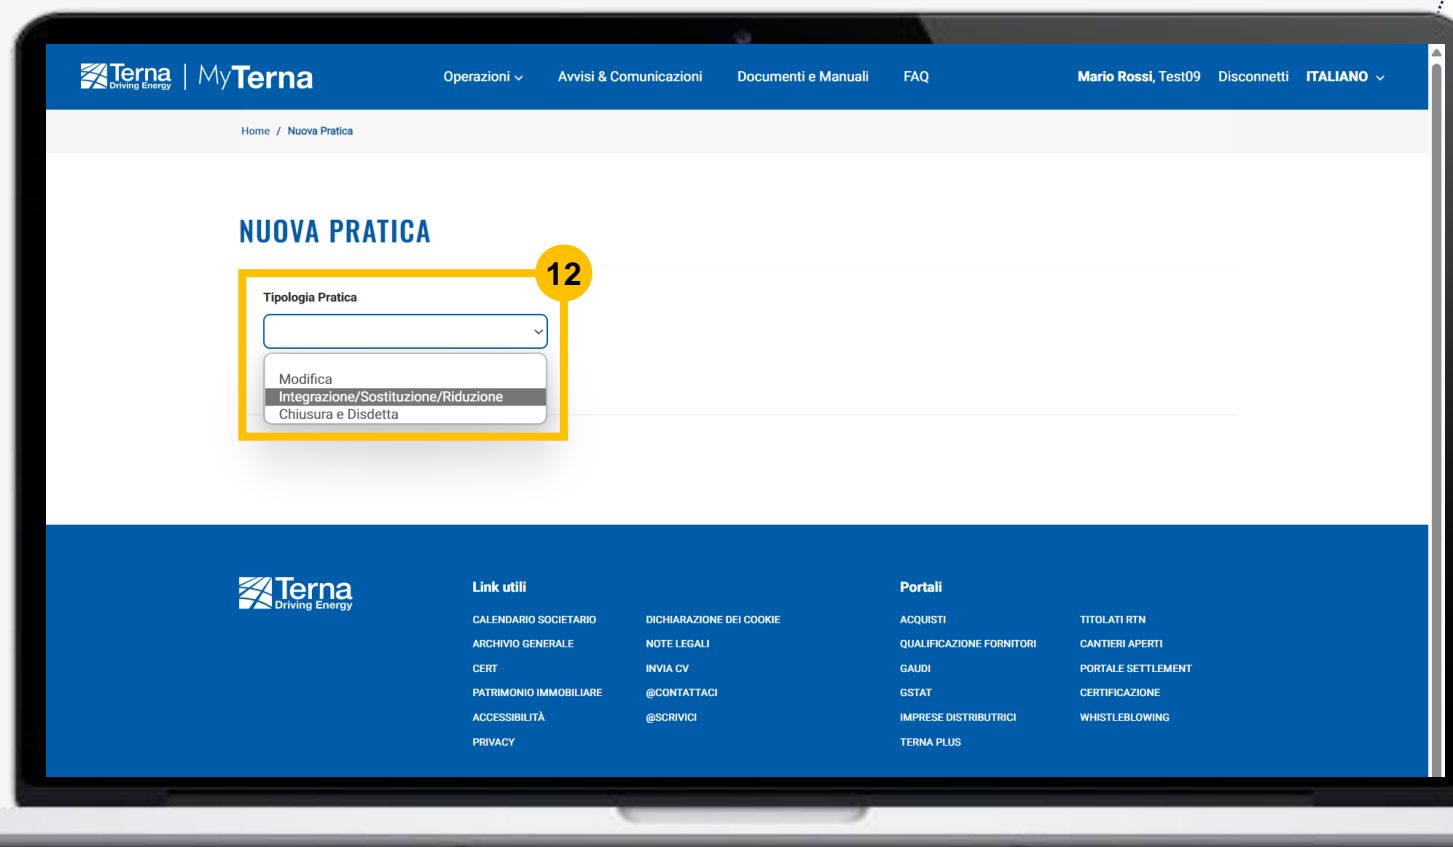 Terna
Driving Energy
MyTerna
Operazioni
Avvisi & Comunicazioni
Documenti e Manuali
FAQ
Mario Rossi, Test09
Disconnetti
ITALIANO
Home / Nuova Pratica
NUOVA PRATICA
12
Tipologia Pratica
Modifica
Integrazione/Sostituzione/Riduzione
Chiusura e Disdetta
Terna
Driving Energy
Link utili
CALENDARIO SOCIETARIO
ARCHIVIO GENERALE
CERT
PATRIMONIO IMMOBILIARE
ACCESSIBILITÀ
PRIVACY
DICHIARAZIONE DEI COOKIE
NOTE LEGALI
INVIA CV
@CONTATTACI
@SCRIVICI
Portali
ACQUISTI
QUALIFICAZIONE FORNITORI
GAUDI
GSTAT
IMPRESE DISTRIBUTRICI
TERNA PLUS
TITOLATI RTN
CANTIERI APERTI
PORTALE SETTLEMENT
CERTIFICAZIONE
WHISTLEBLOWING